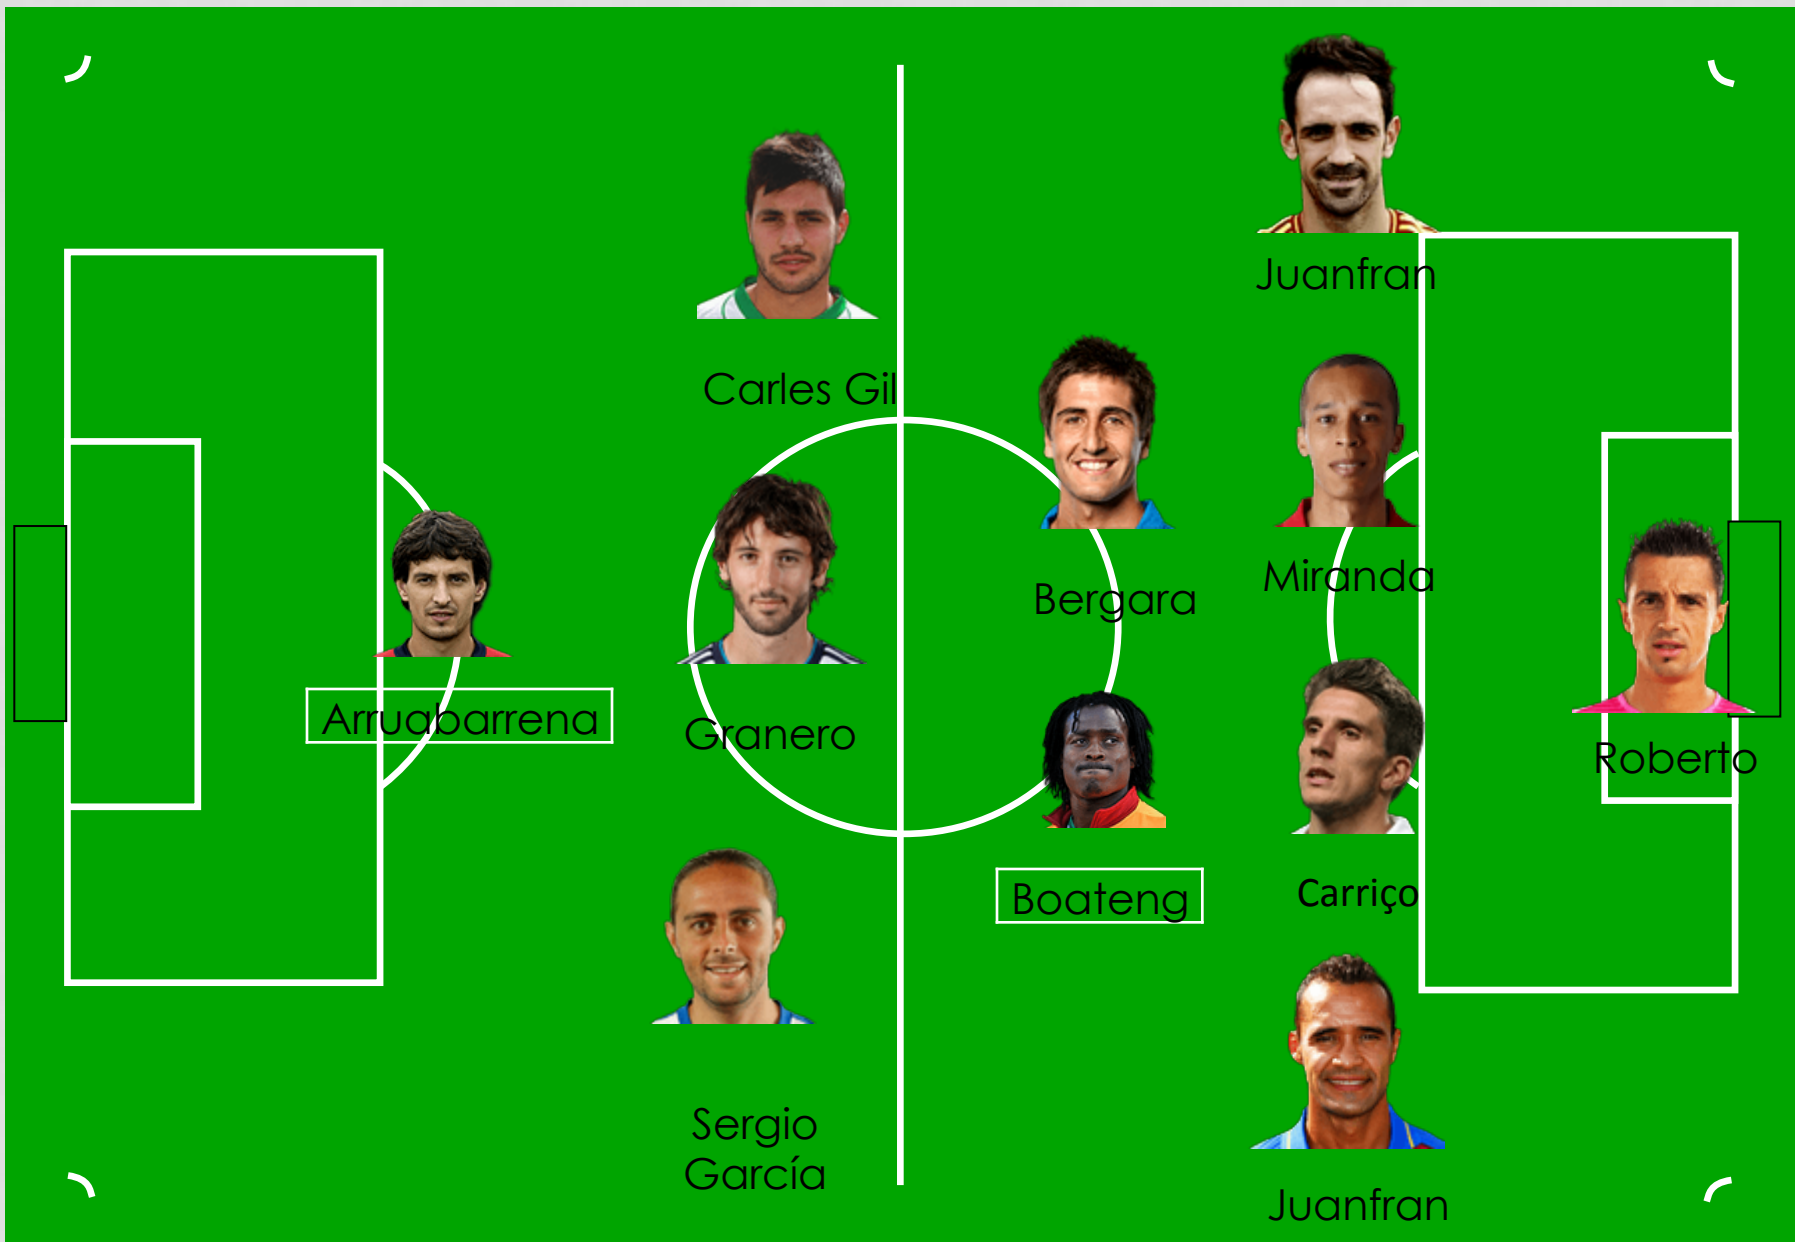 Juanfran
Carles Gil
Miranda
Bergara
Arruabarrena
Granero
Roberto
Boateng
Carriço
Sergio
García
Juanfran